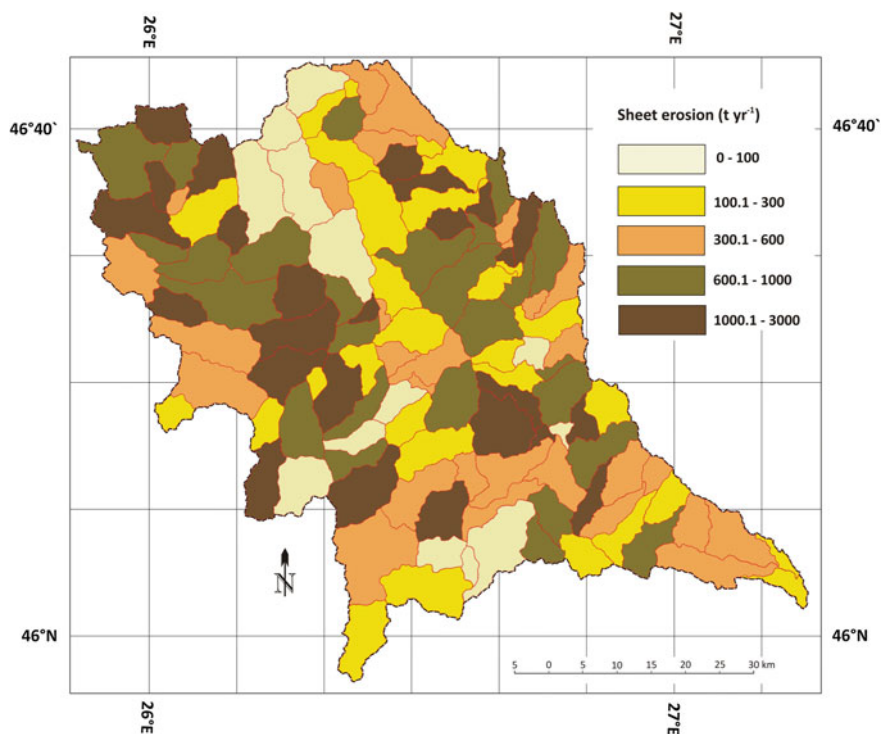 26°E 27°E
46°40` 46°40`
Sheet erosion (t yr-1)
0 - 100
100.1 - 300
300.1 - 600
600.1 - 1000
1000.1 - 3000
N
46°N 46°N
5 0 5 10 15 20 25 30 km
26°E 27°E